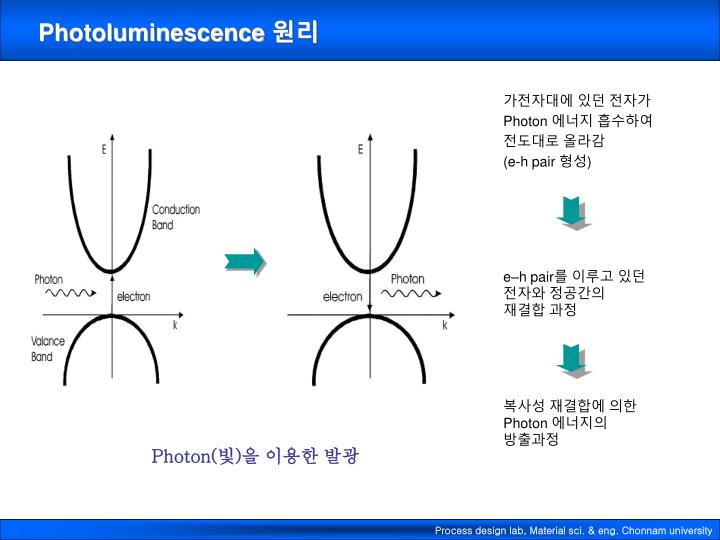 Photoluminescence 원리
가전자대에 있던 전자가
Photon 에너지 흡수하여
전도대로 올라감
(e-h pair 형성)
E
Conduction
Band
Photon
electron
k
Valance
Band
E
Photon
electron
k
e–h pair를 이루고 있던
전자와 정공간의
재결합 과정
복사성 재결합에 의한
Photon 에너지의
방출과정
Photon(빛)을 이용한 발광
Process design lab, Material sci. & eng. Chonnam university